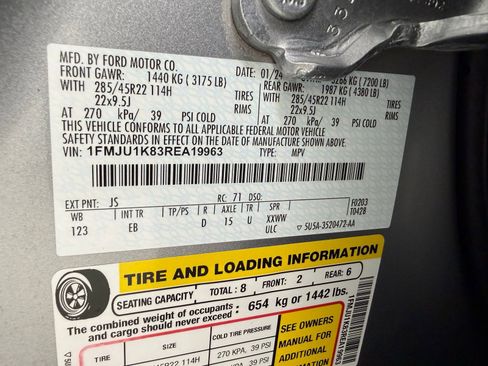 MFD. BY FORD MOTOR CO.
DATE: 01/24 GVWR: 3266 KG (7200 LB)
FRONT GAWR: 1440 KG (3175 LB) REAR GAWR: 1987 KG (4380 LB)
WITH 285/45R22 114H TIRES WITH 285/45R22 114H TIRES
22x9.5J RIMS 22x9.5J RIMS
AT 270 kPa/ 39 PSI COLD AT 270 kPa/ 39 PSI COLD
THIS VEHICLE CONFORMS TO ALL APPLICABLE FEDERAL MOTOR VEHICLE
SAFETY STANDARDS IN EFFECT ON THE DATE OF MANUFACTURE SHOWN ABOVE.
VIN: 1FMJU1K83REA19963 TYPE: MPV
EXT PNT: JS RC: 71 DSO: F0203
WB INT TR TP/PS R AXLE TR SPR T0428
123 EB D 15 U XXWW
ULC 5U5A-3520472-AA
TIRE AND LOADING INFORMATION
SEATING CAPACITY TOTAL: 8 FRONT: 2 REAR: 6
The combined weight of occupants
and cargo should never exceed 654 kg or 1442 lbs.
TIRE COLD TIRE PRESSURE SEE OWNERS
270 KPA, 39 PSI MANUAL FOR
ADDITIONAL
1FMJU1K83REA19963